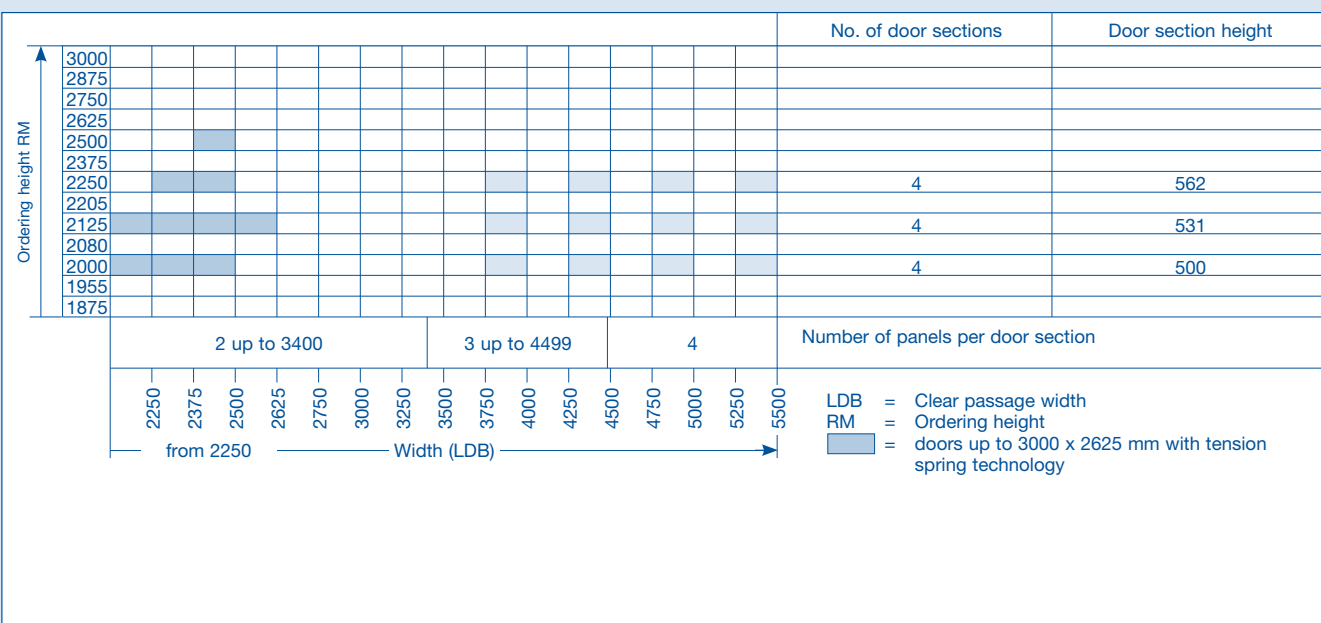 No. of door sections Door section height
Ordering height RM
3000
2875
2750
2625
2500
2375
2250 4 562
2205
2125 4 531
2080
2000 4 500
1955
1875
2 up to 3400 3 up to 4499 4 Number of panels per door section
2250 2375 2500 2625 2750 3000 3250 3500 3750 4000 4250 4500 4750 5000 5250 5500
from 2250 Width (LDB)
LDB = Clear passage width
RM = Ordering height
= doors up to 3000 x 2625 mm with tension
spring technology